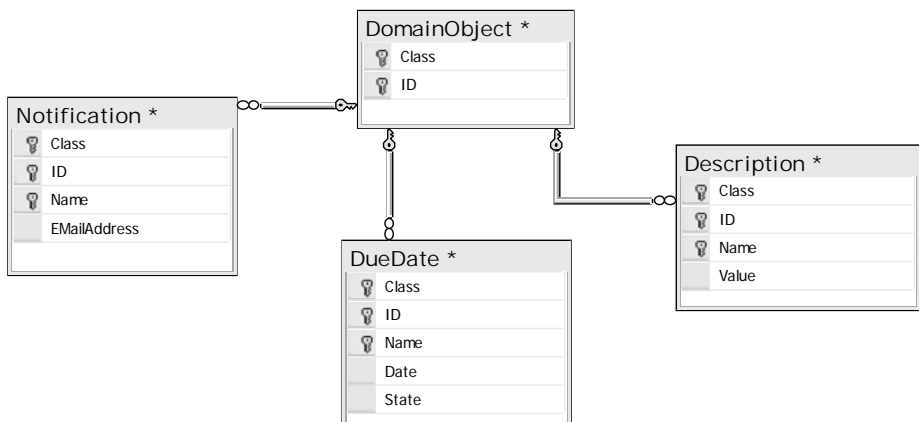 DomainObject *
Class
ID
Notification *
Class
ID
Name
EMailAddress
Description *
Class
ID
Name
Value
DueDate *
Class
ID
Name
Date
State